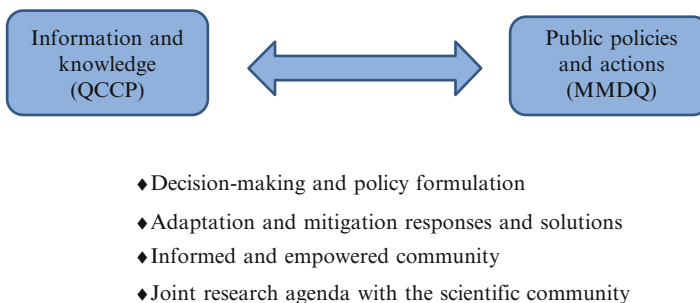 Information and
knowledge
(QCCP)
Public policies
and actions
(MMDQ)
♦Decision-making and policy formulation
♦Adaptation and mitigation responses and solutions
♦Informed and empowered community
♦Joint research agenda with the scientific community